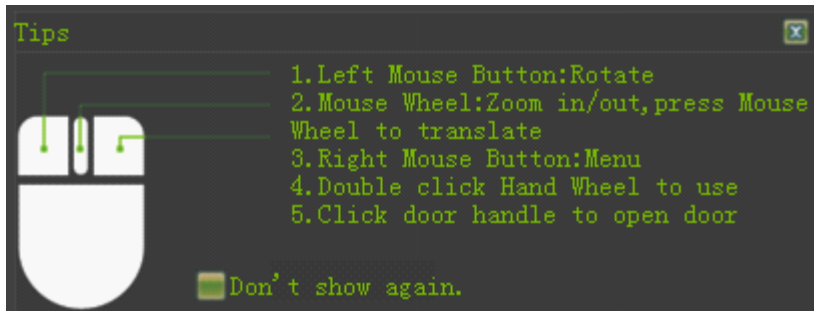 Tips
1.Left Mouse Button:Rotate
2.Mouse Wheel:Zoom in/out,press Mouse
Wheel to translate
3.Right Mouse Button:Menu
4.Double click Hand Wheel to use
5.Click door handle to open door
Don't show again.